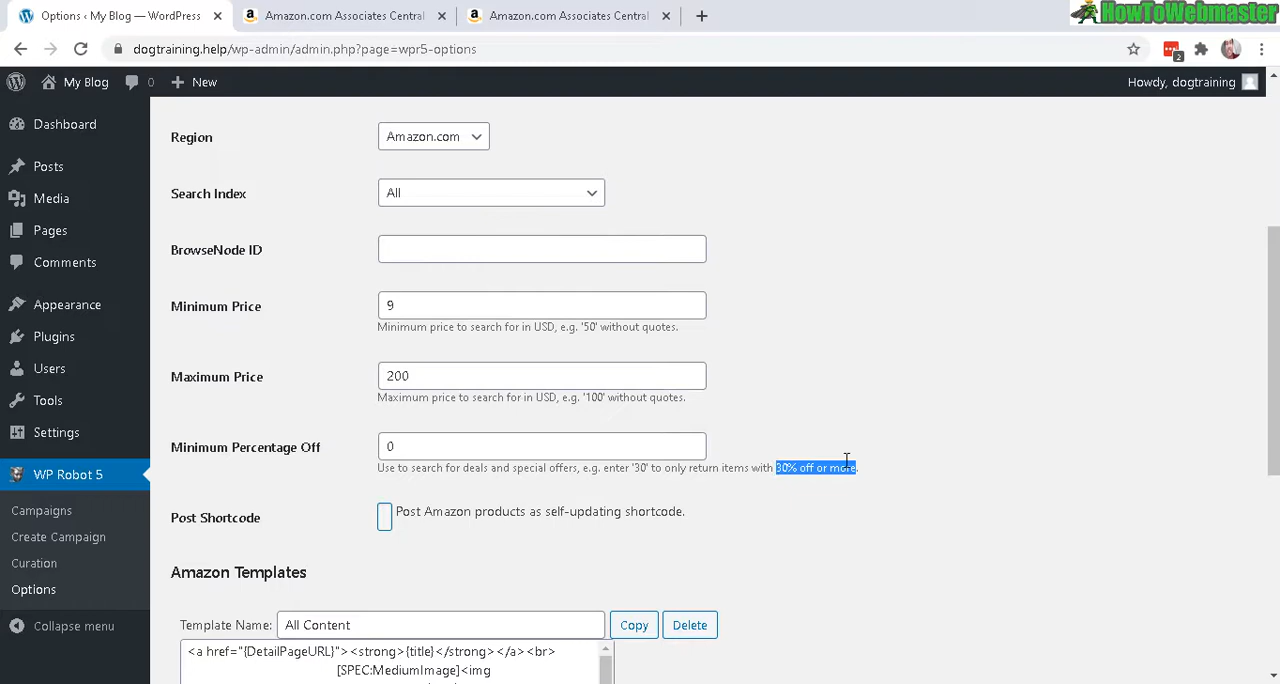 Options ‹ My Blog — WordPress
Amazon.com Associates Central
Amazon.com Associates Central
HowToWebmaster
dogtraining.help/wp-admin/admin.php?page=wpr5-options
2
My Blog
0
New
Howdy, dogtraining
Dashboard
Posts
Media
Pages
Comments
Appearance
Plugins
Users
Tools
Settings
WP Robot 5
Campaigns
Create Campaign
Curation
Options
Collapse menu
Region
Amazon.com
Search Index
All
BrowseNode ID
Minimum Price
9
Minimum price to search for in USD, e.g. '50' without quotes.
Maximum Price
200
Maximum price to search for in USD, e.g. '100' without quotes.
Minimum Percentage Off
0
Use to search for deals and special offers, e.g. enter '30' to only return items with 30% off or more.
Post Shortcode
Post Amazon products as self-updating shortcode.
Amazon Templates
Template Name:
All Content
Copy
Delete
<a href="{DetailPageURL}"><strong>{title}</strong></a><br>
[SPEC:MediumImage]<img